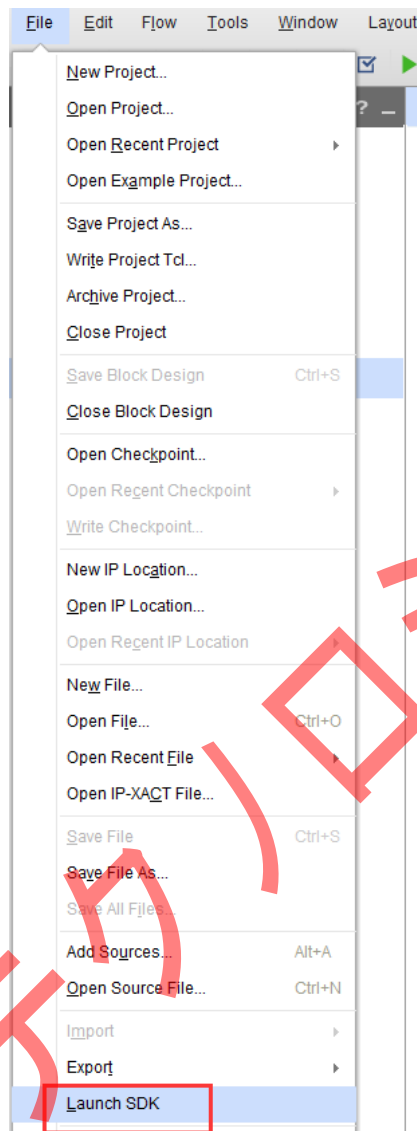 File Edit Flow Tools Window Layout
? _
New Project...
Open Project...
Open Recent Project
Open Example Project...
Save Project As...
Write Project Tcl...
Archive Project...
Close Project
Save Block Design Ctrl+S
Close Block Design
Open Checkpoint...
Open Recent Checkpoint
Write Checkpoint...
New IP Location...
Open IP Location...
Open Recent IP Location
New File...
Open File... Ctrl+O
Open Recent File
Open IP-XACT File...
Save File Ctrl+S
Save File As...
Save All Files...
Add Sources... Alt+A
Open Source File... Ctrl+N
Import
Export
Launch SDK